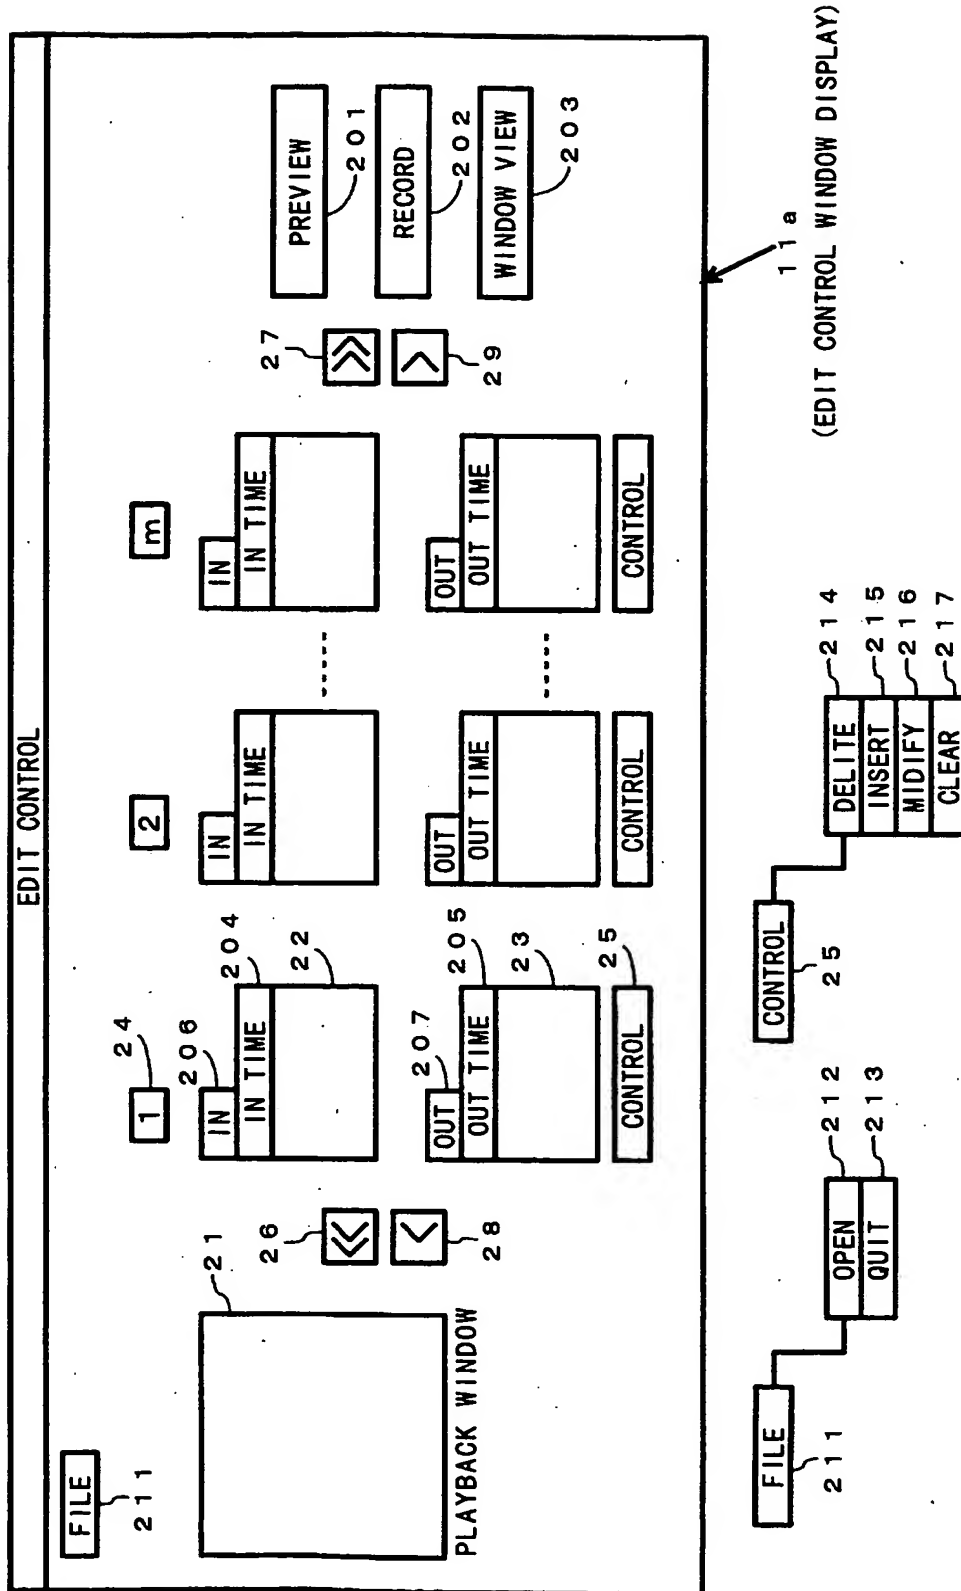 EDIT CONTROL
FILE
211
21
PLAYBACK WINDOW
26
28
1
24
IN
206
IN TIME
204
22
OUT
207
OUT TIME
205
23
CONTROL
25
2
IN
IN TIME
OUT
OUT TIME
CONTROL
m
IN
IN TIME
OUT
OUT TIME
CONTROL
27
29
PREVIEW
201
RECORD
202
WINDOW VIEW
203
11a
(EDIT CONTROL WINDOW DISPLAY)
FILE
211
OPEN
212
QUIT
213
CONTROL
25
DELITE
214
INSERT
215
MIDIFY
216
CLEAR
217